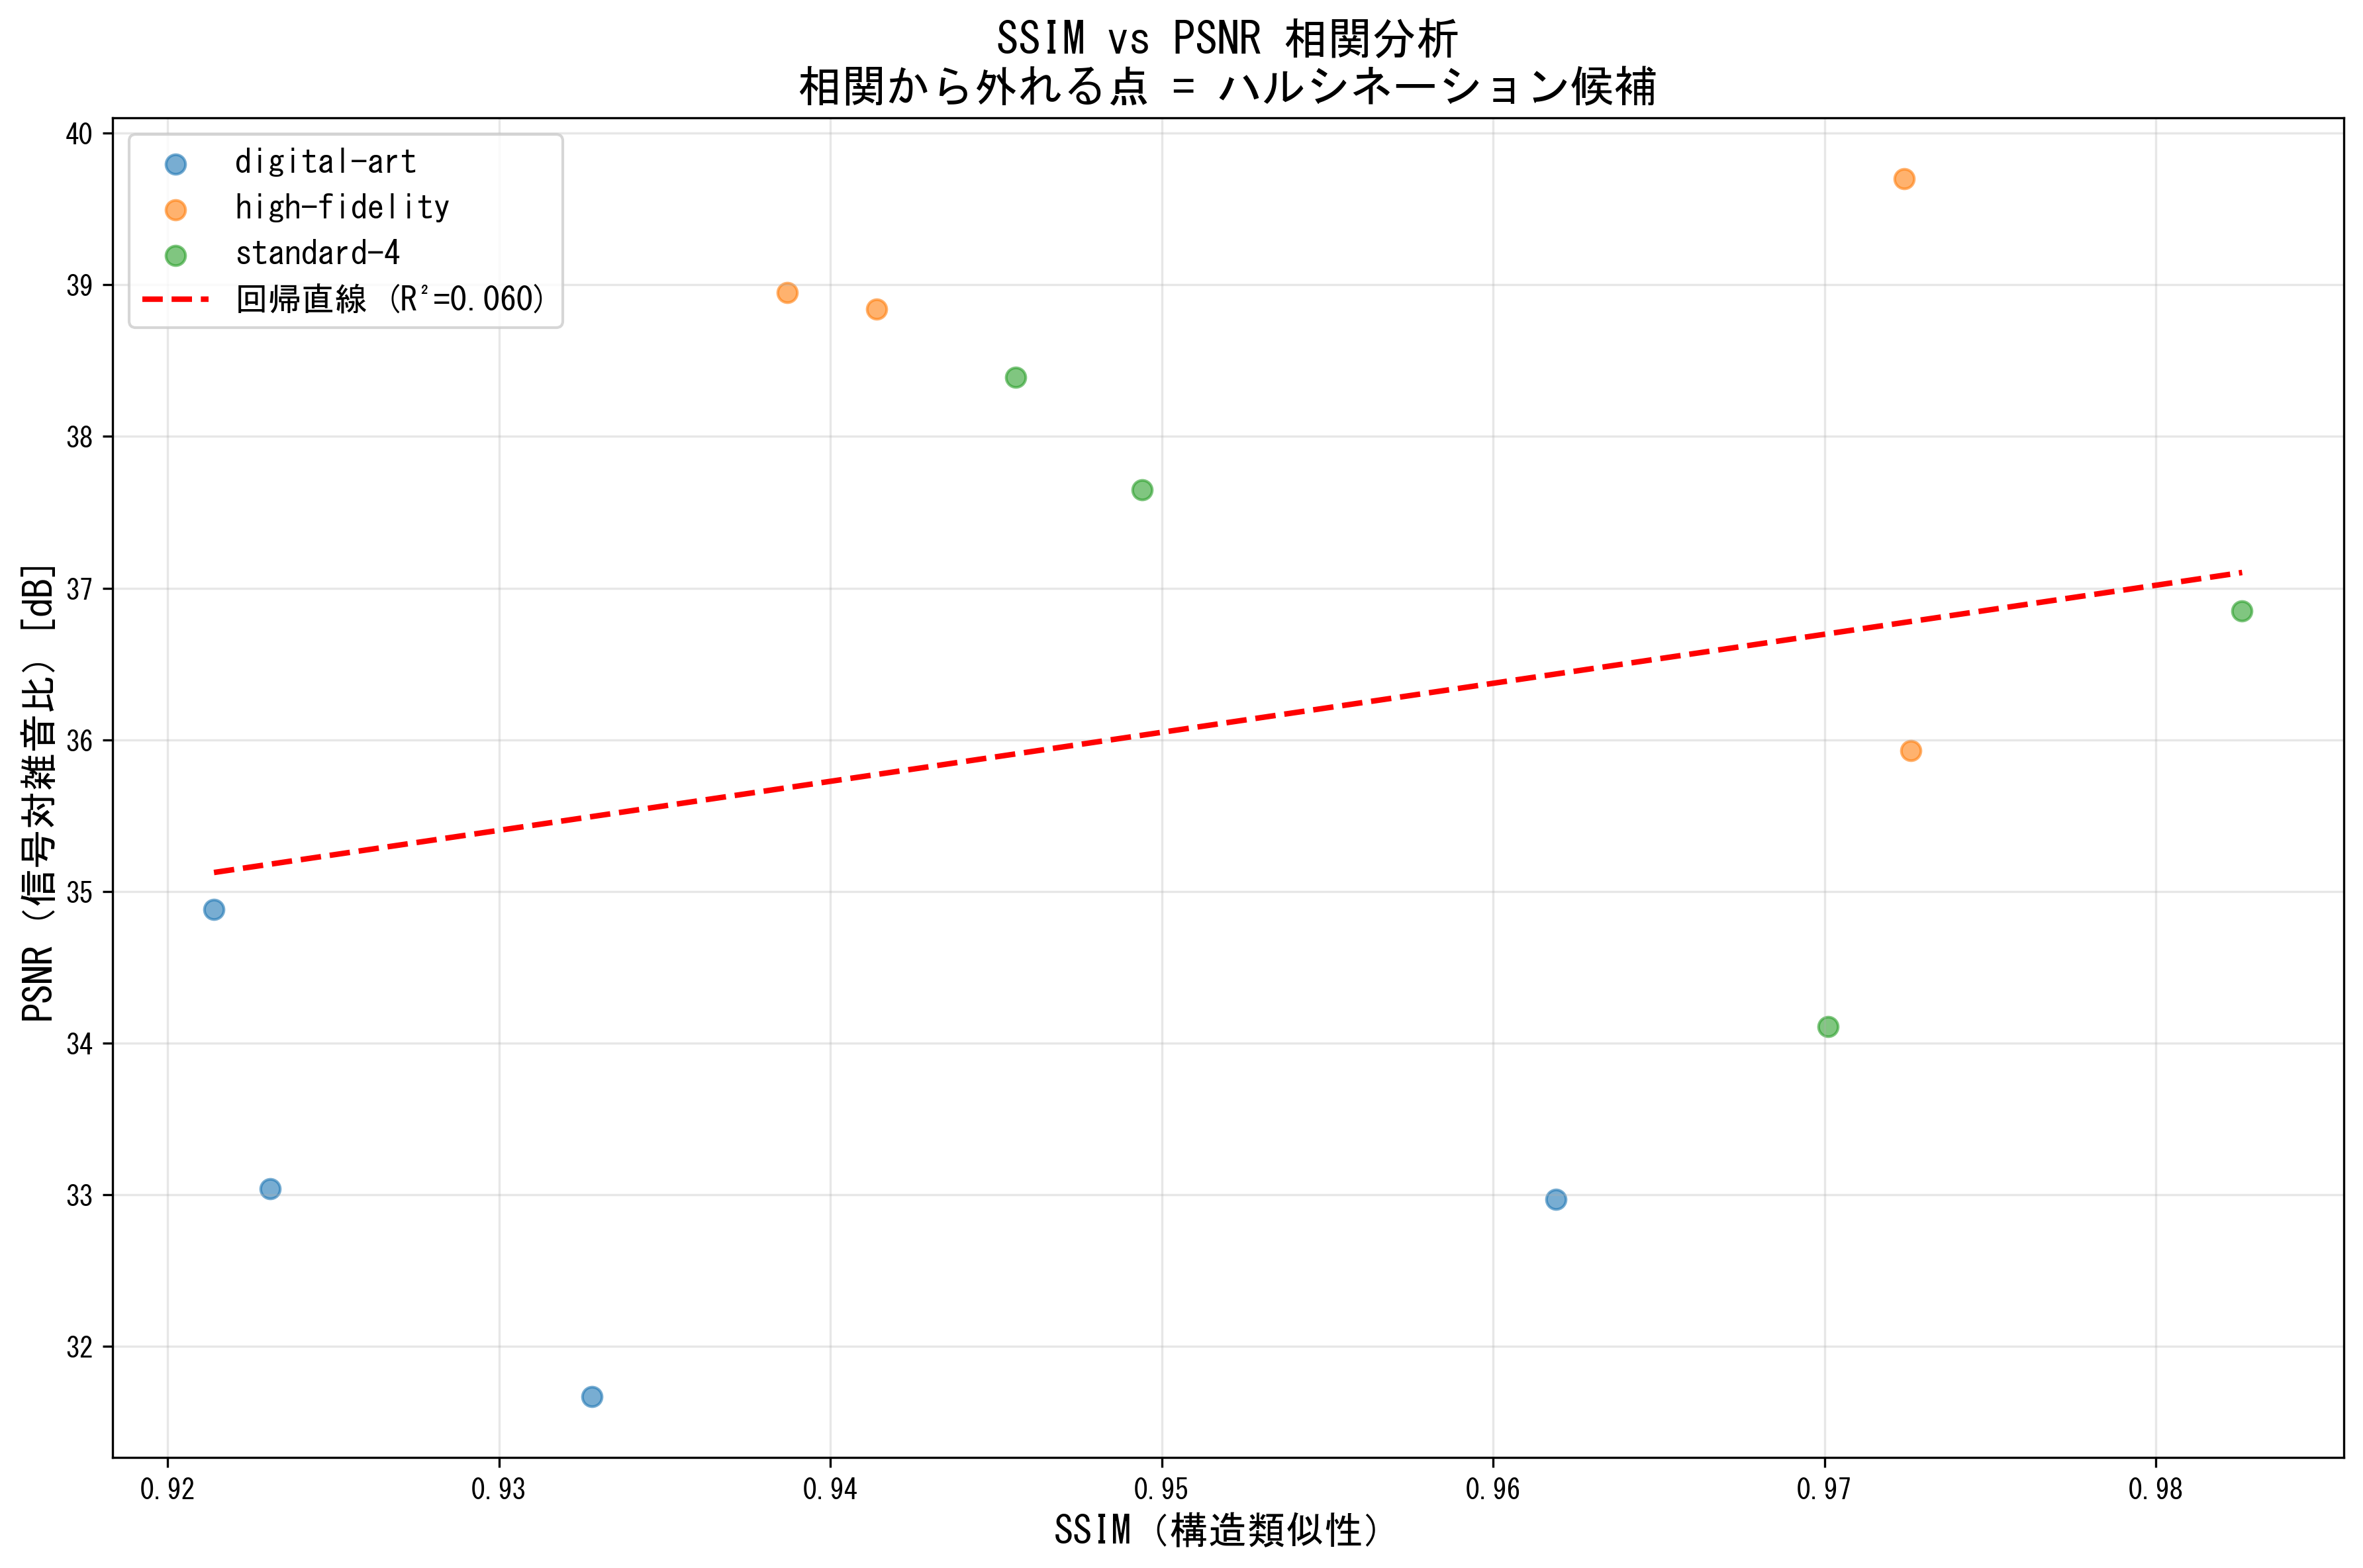 SSIM vs PSNR 相関分析
相関から外れる点 = ハルシネーション候補
digital-art
high-fidelity
standard-4
回帰直線 (R²=0.060)
PSNR (信号対雑音比) [dB]
40
39
38
37
36
35
34
33
32
0.92 0.93 0.94 0.95 0.96 0.97 0.98
SSIM (構造類似性)